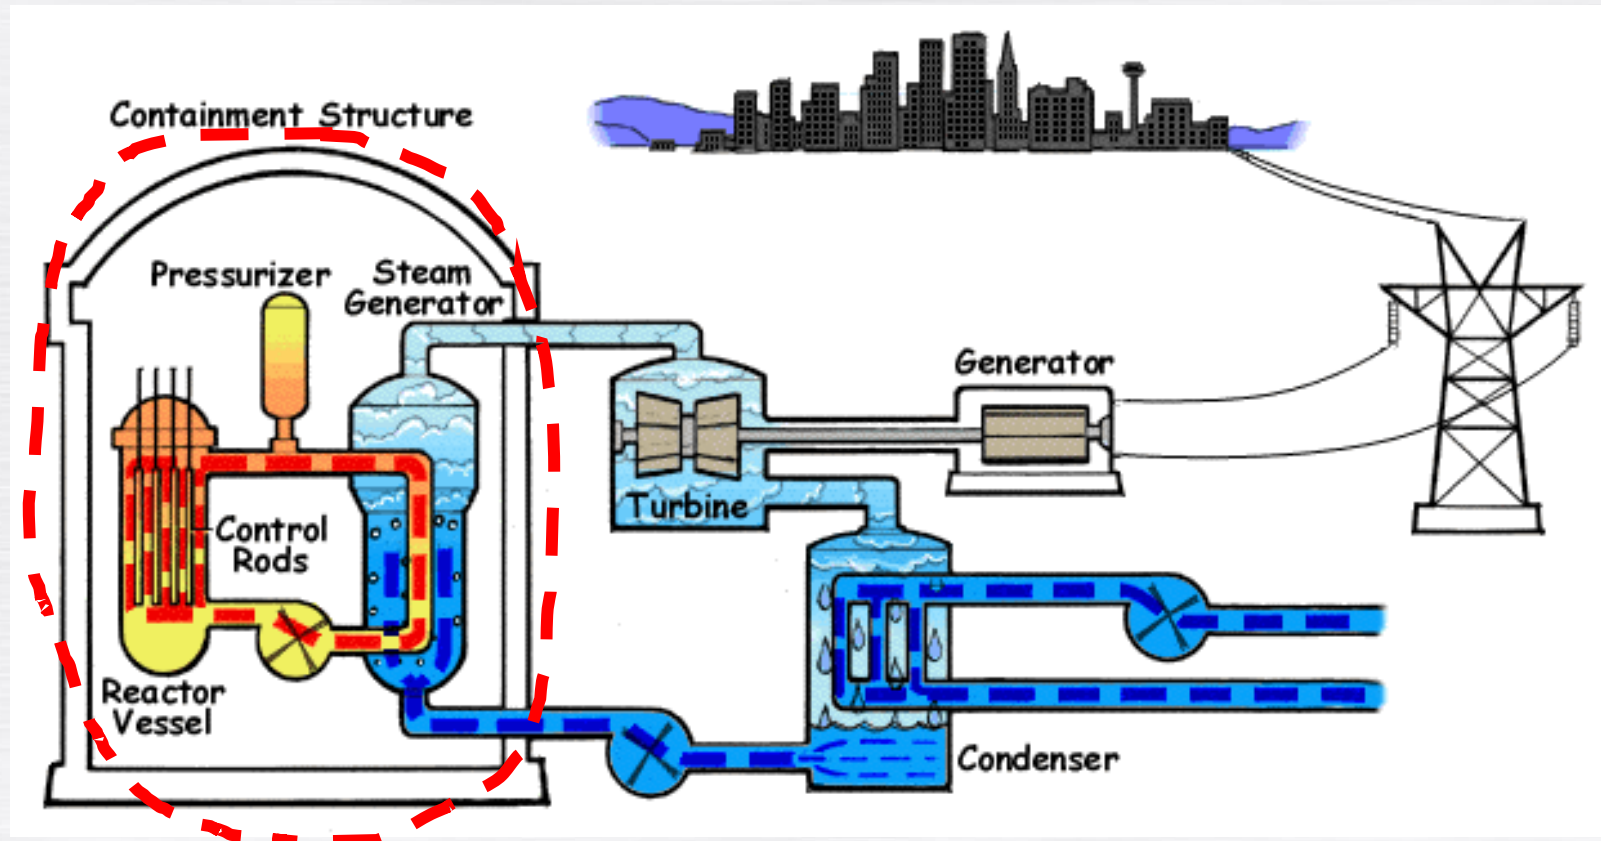 Containment Structure
Pressurizer
Steam
Generator
Generator
Control
Rods
Turbine
Reactor
Vessel
Condenser